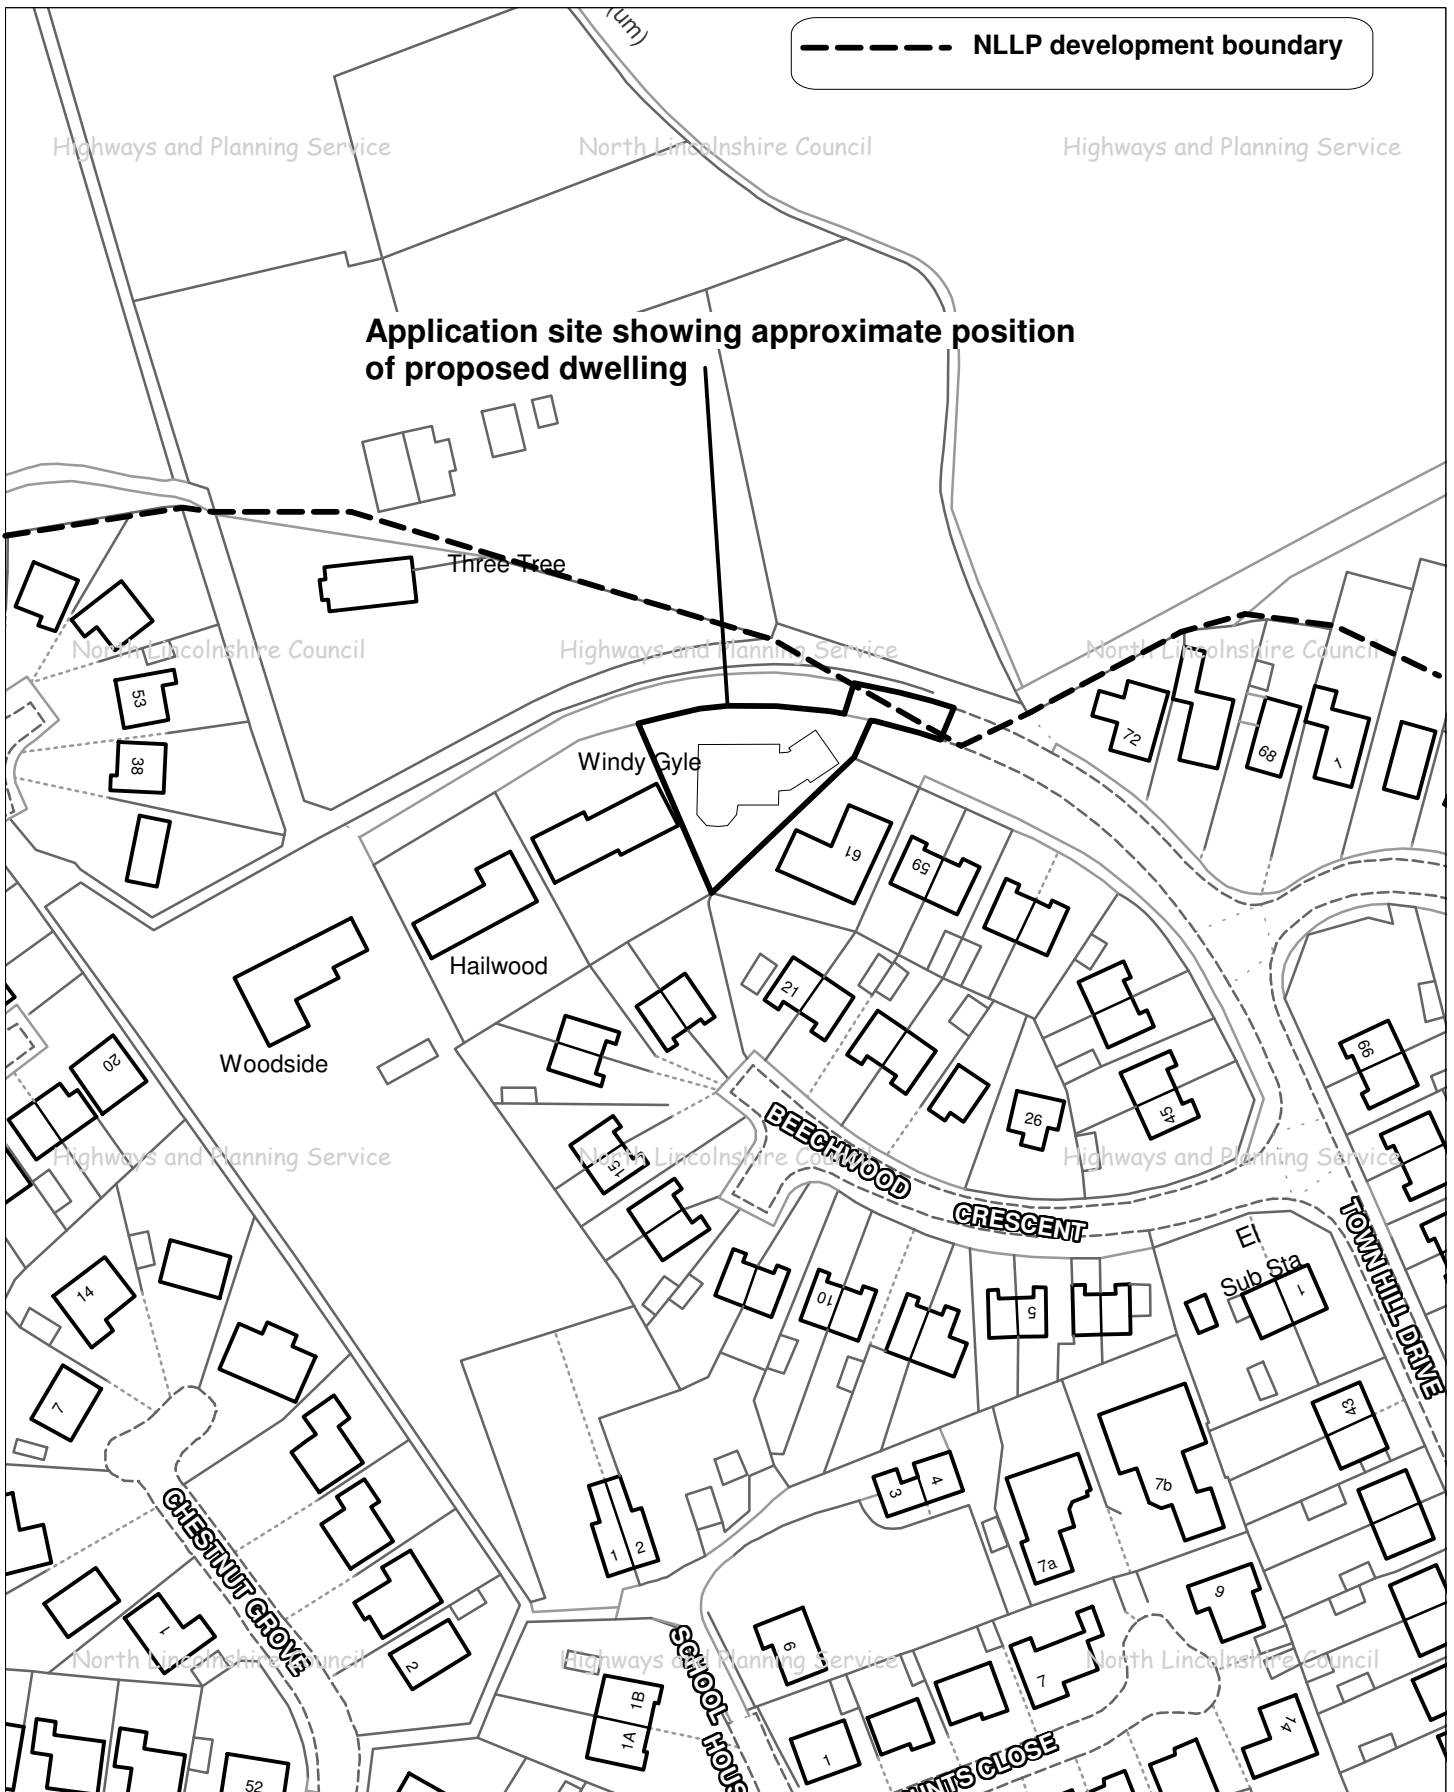 (um)
NLLP development boundary
Highways and Planning Service
North Lincolnshire Council
Highways and Planning Service
Application site showing approximate position
of proposed dwelling
Three Tree
North Lincolnshire Council
Highways and Planning Service
North Lincolnshire Council
53
72
68
1
38
Windy Gyle
61
59
Hailwood
21
Woodside
20
66
26
45
BEECHWOOD
Highways and Planning Service
North Lincolnshire Council
Highways and Planning Service
15
CRESCENT
TOWN HILL DRIVE
El
Sub Sta
14
10
5
1
7
43
3
4
7b
1
2
7a
CHESTNUT GROVE
9
1
2
North Lincolnshire Council
Highways and Planning Service
North Lincolnshire Council
SCHOOL HOUS
6
7
1B
1A
1
14
UNTS CLOSE
52